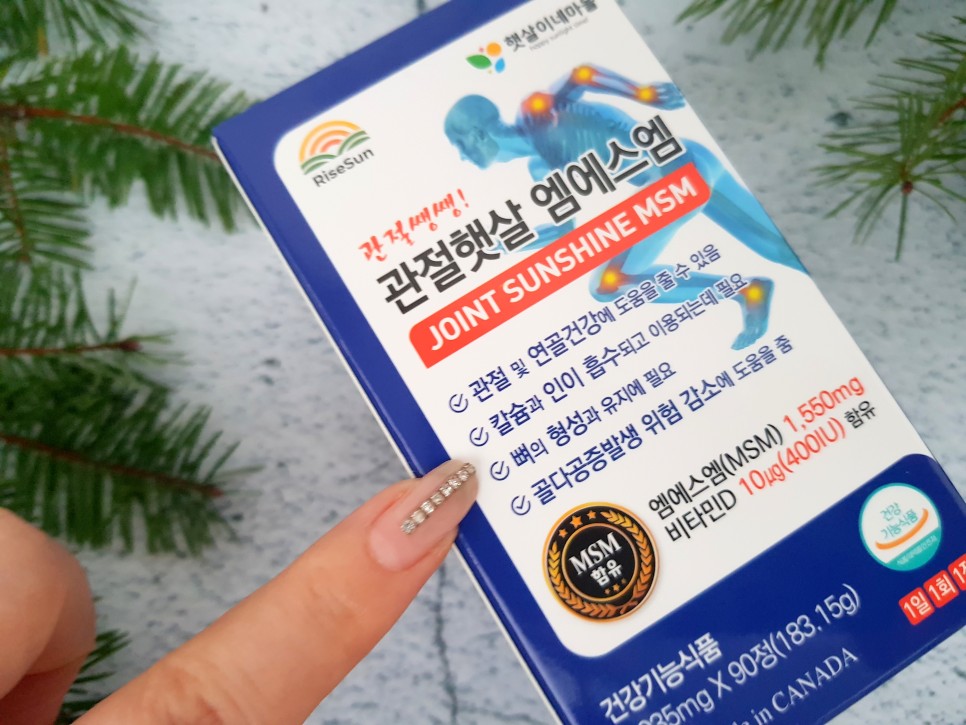 햇살이네마을
RiseSun
관절쌩쌩!
관절햇살 엠에스엠
JOINT SUNSHINE MSM
관절 및 연골건강에 도움을 줄 수 있음
칼슘과 인이 흡수되고 이용되는데 필요
뼈의 형성과 유지에 필요
골다공증발생 위험 감소에 도움을 줌
엠에스엠(MSM) 1,550mg
비타민D 10㎍(400IU) 함유
MSM
함유
건강
기능식품
1일 1회
건강기능식품
X 90정(183.15g)
in CANADA